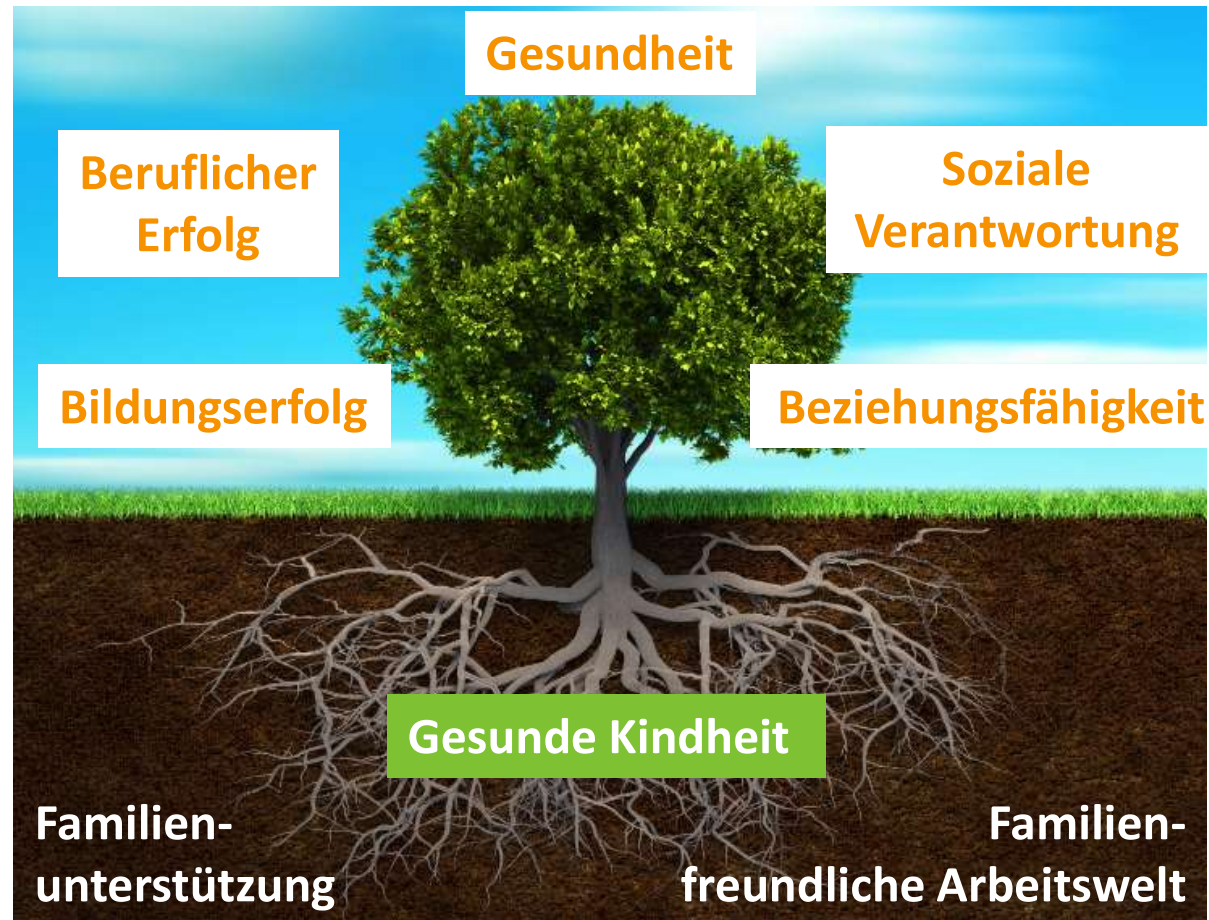 Gesundheit
Beruflicher
Erfolg
Soziale
Verantwortung
Bildungserfolg
Beziehungsfähigkeit
Gesunde Kindheit
Familien-
unterstützung
Familien-
freundliche Arbeitswelt